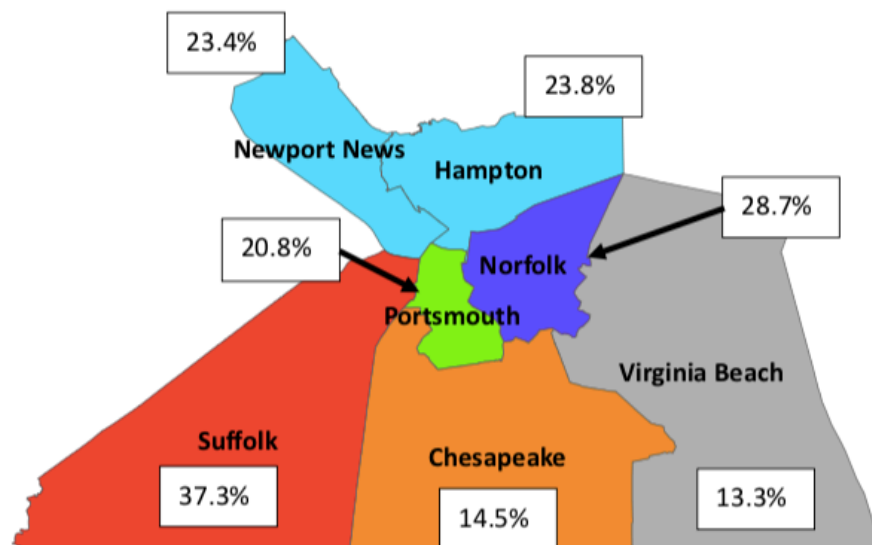 23.4%
23.8%
Newport News
Hampton
28.7%
20.8%
Norfolk
Portsmouth
Virginia Beach
Suffolk
Chesapeake
37.3%
14.5%
13.3%